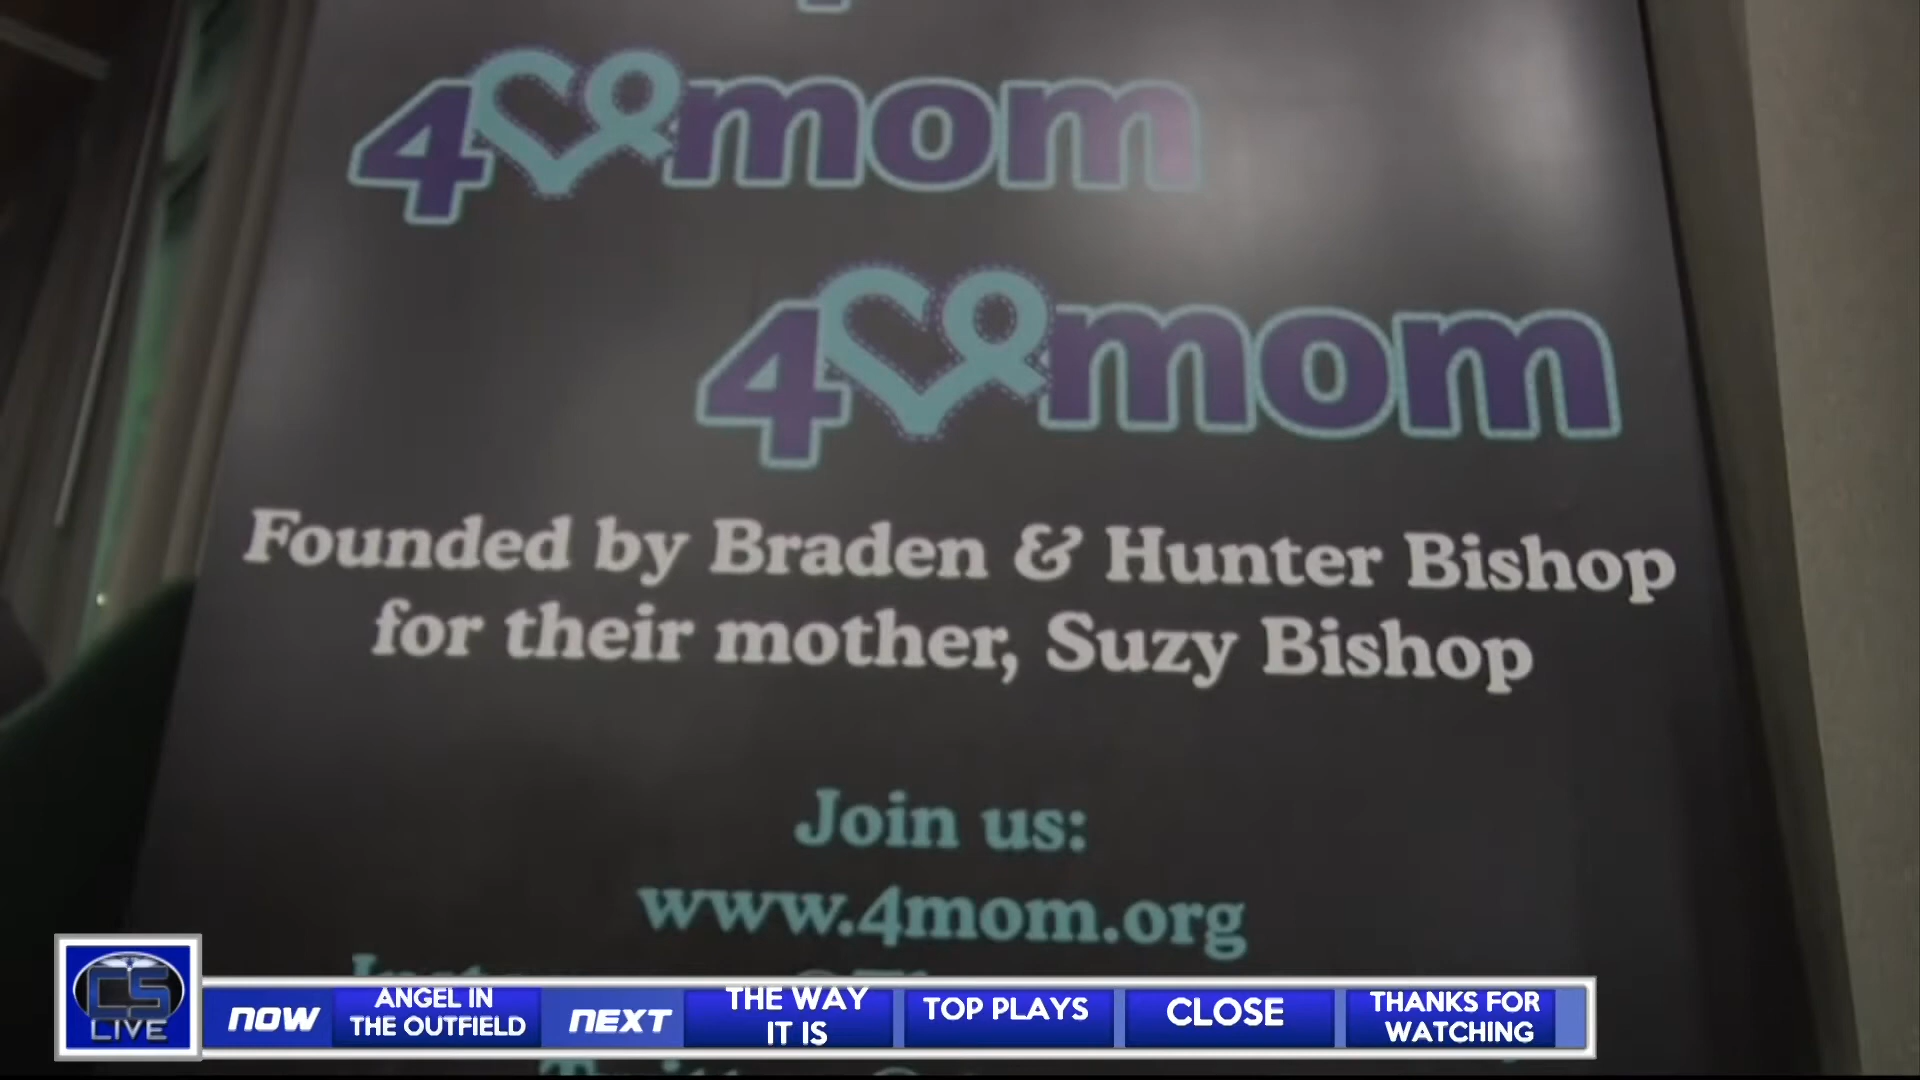 4mom
4mom
Founded by Braden & Hunter Bishop
for their mother, Suzy Bishop
Join us:
www.4mom.org
CS
LIVE
NOW
ANGEL IN
THE OUTFIELD
NEXT
THE WAY
IT IS
TOP PLAYS
CLOSE
THANKS FOR
WATCHING